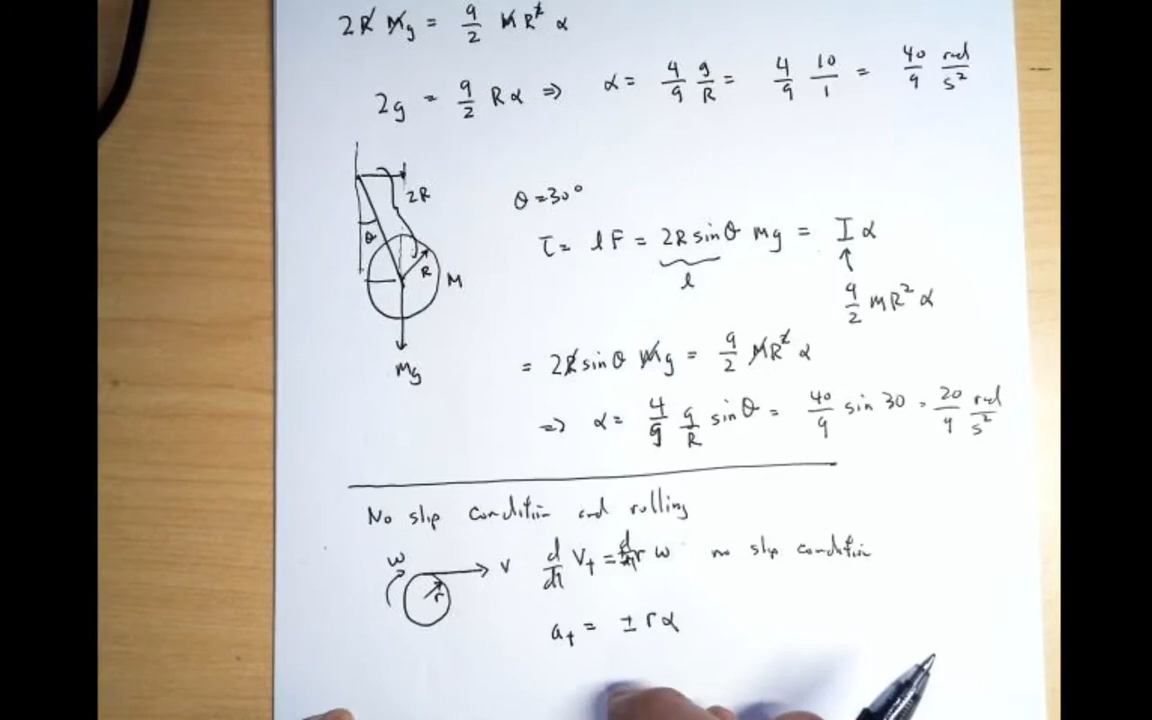 2R Mg = 9/2 M R² α
2g = 9/2 Rα ⇒ α = 4/9 g/R = 4/9 10/1 = 40/9 rad/s²
2R
θ
R
M
Mg
θ = 30°
τ = lF = 2R sinθ mg = I α
l
↑
9/2 mR² α
= 2R sinθ Mg = 9/2 MR² α
⇒ α = 4/9 g/R sinθ = 40/9 sin 30 = 20/9 rad/s²
No slip condition and rolling
ω
r
V
d/dt V_t = d/dt r ω no slip condition
a_t = ± rα